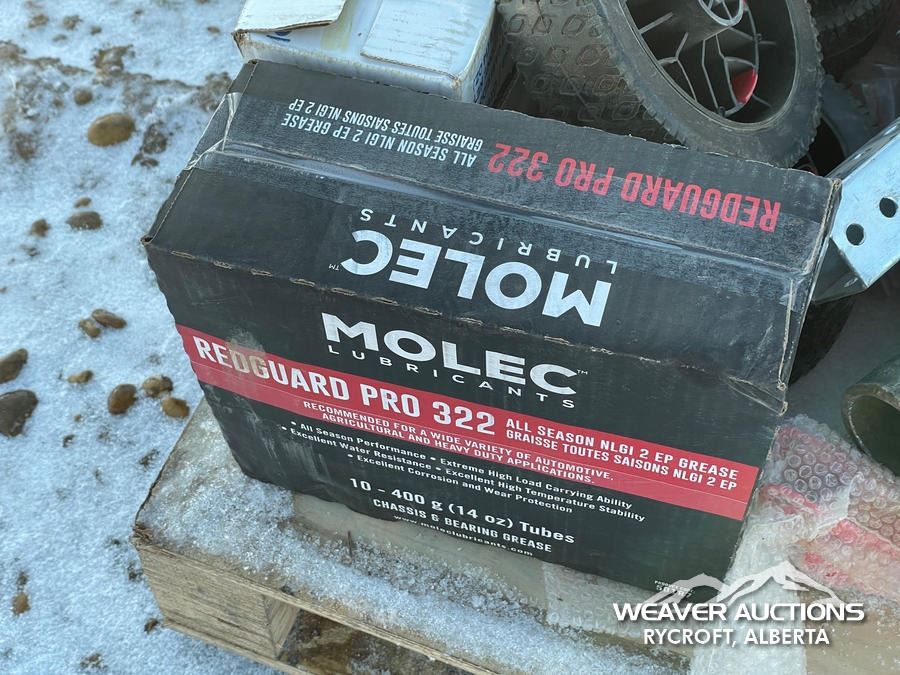 ALL SEASON NLGI 2 EP GREASE
GRAISSE TOUTES SAISONS NLGI 2 EP
REDGUARD PRO 322
MOLEC™
LUBRICANTS
MOLEC™
LUBRICANTS
REDGUARD PRO 322
ALL SEASON NLGI 2 EP GREASE
GRAISSE TOUTES SAISONS NLGI 2 EP
RECOMMENDED FOR A WIDE VARIETY OF AUTOMOTIVE,
AGRICULTURAL AND HEAVY DUTY APPLICATIONS.
• All Season Performance • Extreme High Load Carrying Ability
• Excellent Water Resistance • Excellent High Temperature Stability
• Excellent Corrosion and Wear Protection
10 - 400 g (14 oz) Tubes
CHASSIS & BEARING GREASE
www.moleclubricants.com
WEAVER AUCTIONS
RYCROFT, ALBERTA